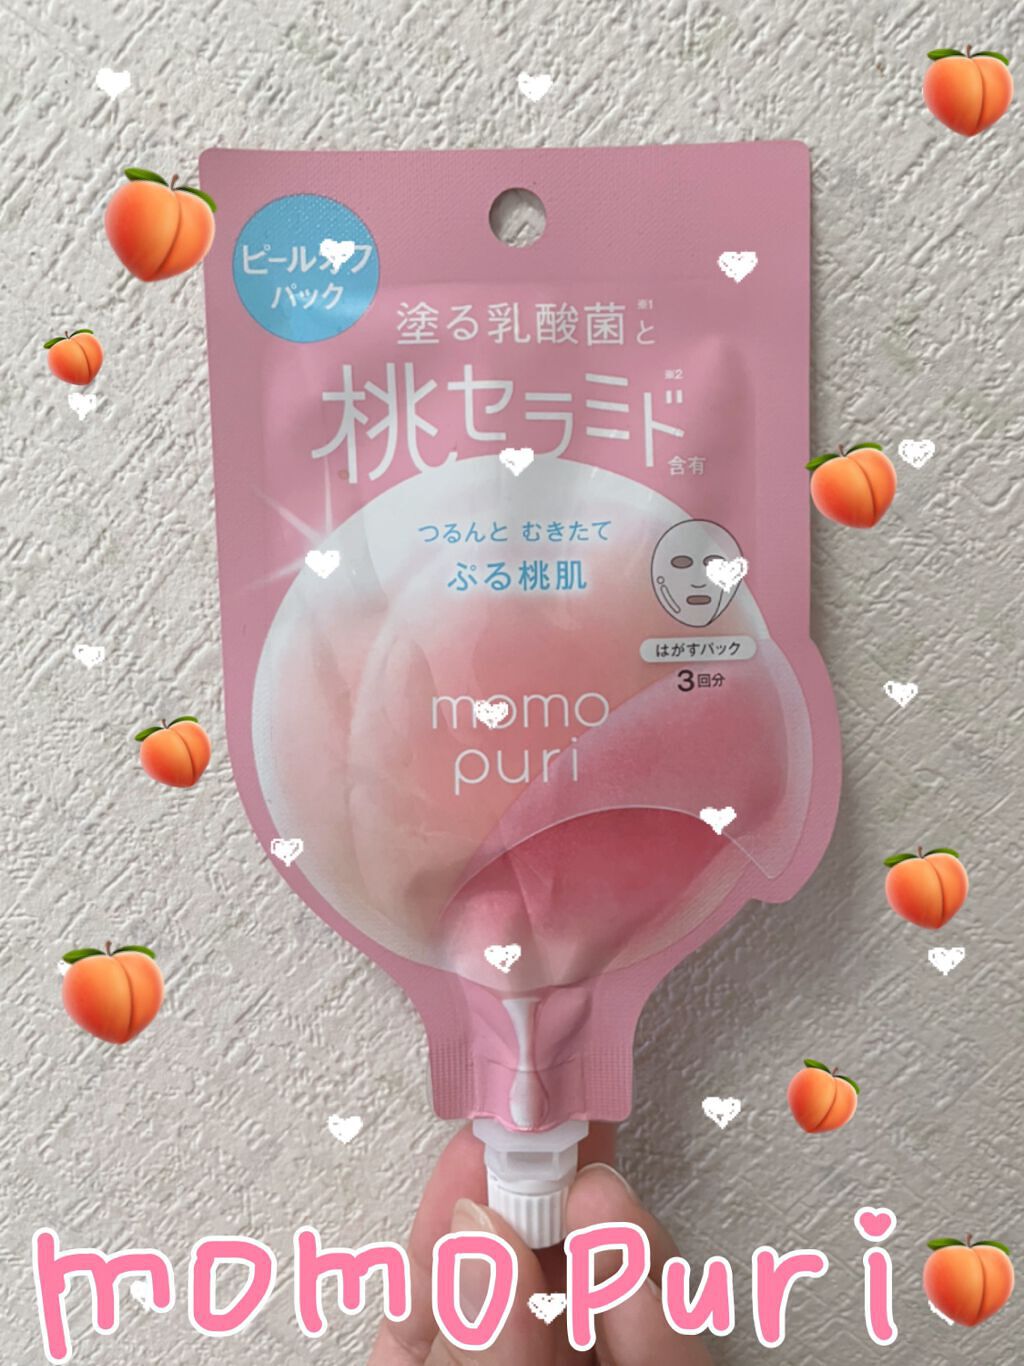 ピールオフ
パック
塗る乳酸菌※1と
桃セラミド※2
含有
つるんと むきたて
ぷる桃肌
はがすパック
3回分
momo
puri
momopuri